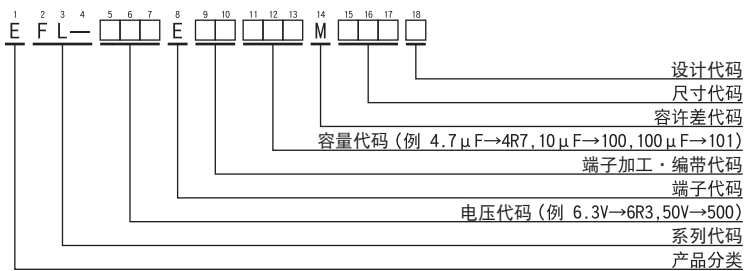 1 2 3 4 5 6 7 8 9 10 11 12 13 14 15 16 17 18
E F L — □□□ E □□ □□□ M □□□ □
设计代码
尺寸代码
容许差代码
容量代码 (例 4.7μF→4R7,10μF→100,100μF→101)
端子加工・编带代码
端子代码
电压代码 (例 6.3V→6R3,50V→500)
系列代码
产品分类